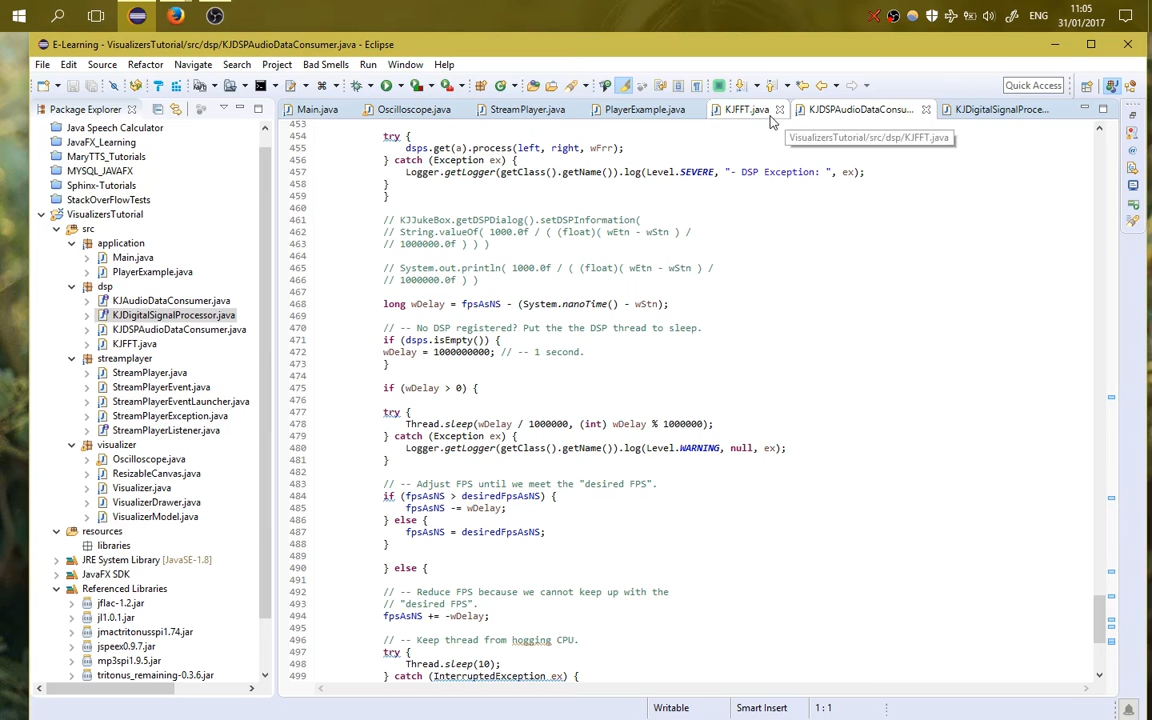 11:05
ENG
31/01/2017
E-Learning - VisualizersTutorial/src/dsp/KJDSPAudioDataConsumer.java - Eclipse
File Edit Source Refactor Navigate Search Project Bad Smells Run Window Help
Quick Access
Package Explorer
Main.java Oscilloscope.java StreamPlayer.java PlayerExample.java KJFFT.java KJDSPAudioDataConsu... KJDigitalSignalProce...
VisualizersTutorial/src/dsp/KJFFT.java
Java Speech Calculator
JavaFX_Learning
MaryTTS_Tutorials
MYSQL_JAVAFX
Sphinx-Tutorials
StackOverFlowTests
VisualizersTutorial
src
application
Main.java
PlayerExample.java
dsp
KJAudioDataConsumer.java
KJDigitalSignalProcessor.java
KJDSPAudioDataConsumer.java
KJFFT.java
streamplayer
StreamPlayer.java
StreamPlayerEvent.java
StreamPlayerEventLauncher.java
StreamPlayerException.java
StreamPlayerListener.java
visualizer
Oscilloscope.java
ResizableCanvas.java
Visualizer.java
VisualizerDrawer.java
VisualizerModel.java
resources
libraries
JRE System Library [JavaSE-1.8]
JavaFX SDK
Referenced Libraries
jflac-1.2.jar
jl1.0.1.jar
jmactritonusspi1.74.jar
jspeex0.9.7.jar
mp3spi1.9.5.jar
tritonus_remaining-0.3.6.jar
453
454 try {
455 dsps.get(a).process(left, right, wFrr);
456 } catch (Exception ex) {
457 Logger.getLogger(getClass().getName()).log(Level.SEVERE, "- DSP Exception: ", ex);
458 }
459 }
460
461 // KJJukeBox.getDSPDialog().setDSPInformation(
462 // String.valueOf( 1000.0f / ( (float)( wEtn - wStn ) /
463 // 1000000.0f ) ) )
464
465 // System.out.println( 1000.0f / ( (float)( wEtn - wStn ) /
466 // 1000000.0f ) )
467
468 long wDelay = fpsAsNS - (System.nanoTime() - wStn);
469
470 // -- No DSP registered? Put the the DSP thread to sleep.
471 if (dsps.isEmpty()) {
472 wDelay = 1000000000; // -- 1 second.
473 }
474
475 if (wDelay > 0) {
476
477 try {
478 Thread.sleep(wDelay / 1000000, (int) wDelay % 1000000);
479 } catch (Exception ex) {
480 Logger.getLogger(getClass().getName()).log(Level.WARNING, null, ex);
481 }
482
483 // -- Adjust FPS until we meet the "desired FPS".
484 if (fpsAsNS > desiredFpsAsNS) {
485 fpsAsNS -= wDelay;
486 } else {
487 fpsAsNS = desiredFpsAsNS;
488 }
489
490 } else {
491
492 // -- Reduce FPS because we cannot keep up with the
493 // "desired FPS".
494 fpsAsNS += -wDelay;
495
496 // -- Keep thread from hogging CPU.
497 try {
498 Thread.sleep(10);
499 } catch (InterruptedException ex) {
Writable Smart Insert 1 : 1